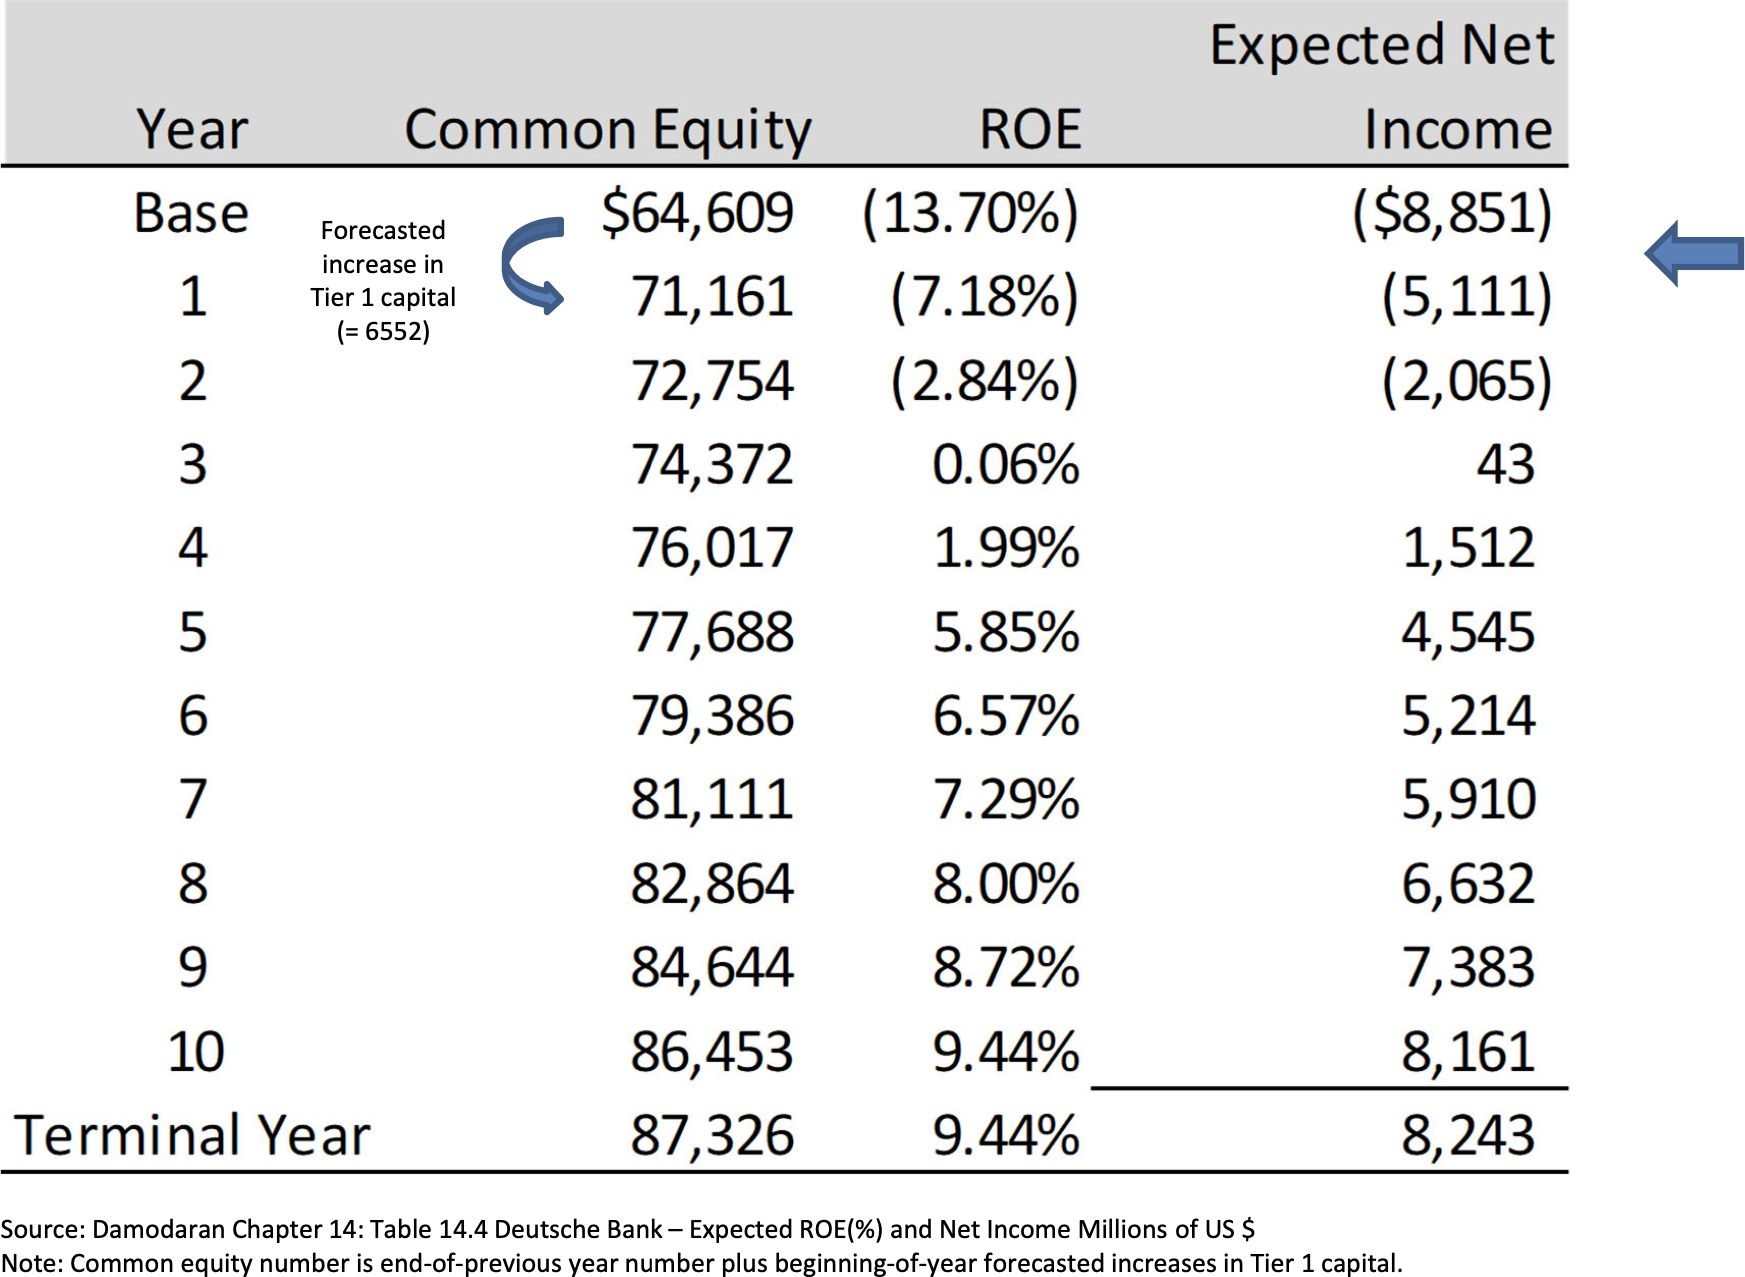 Expected Net
Year Common Equity ROE Income
Base $64,609 (13.70%) ($8,851)
Forecasted
increase in
Tier 1 capital
(= 6552)
1 71,161 (7.18%) (5,111)
2 72,754 (2.84%) (2,065)
3 74,372 0.06% 43
4 76,017 1.99% 1,512
5 77,688 5.85% 4,545
6 79,386 6.57% 5,214
7 81,111 7.29% 5,910
8 82,864 8.00% 6,632
9 84,644 8.72% 7,383
10 86,453 9.44% 8,161
Terminal Year 87,326 9.44% 8,243
Source: Damodaran Chapter 14: Table 14.4 Deutsche Bank – Expected ROE(%) and Net Income Millions of US $
Note: Common equity number is end-of-previous year number plus beginning-of-year forecasted increases in Tier 1 capital.